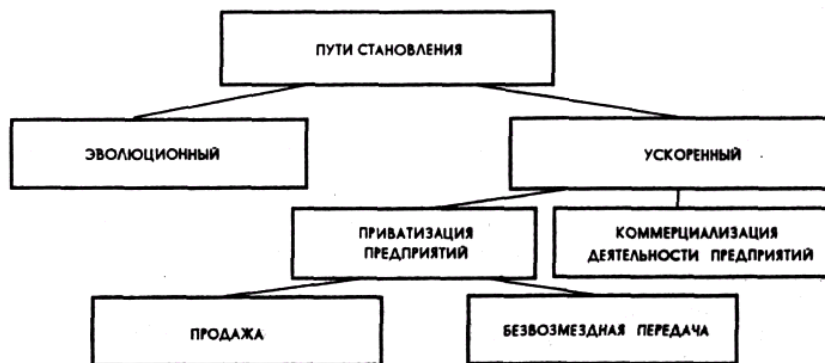 ПУТИ СТАНОВЛЕНИЯ
ЭВОЛЮЦИОННЫЙ
УСКОРЕННЫЙ
ПРИВАТИЗАЦИЯ
ПРЕДПРИЯТИЙ
КОММЕРЦИАЛИЗАЦИЯ
ДЕЯТЕЛЬНОСТИ ПРЕДПРИЯТИЙ
ПРОДАЖА
БЕЗВОЗМЕЗДНАЯ ПЕРЕДАЧА